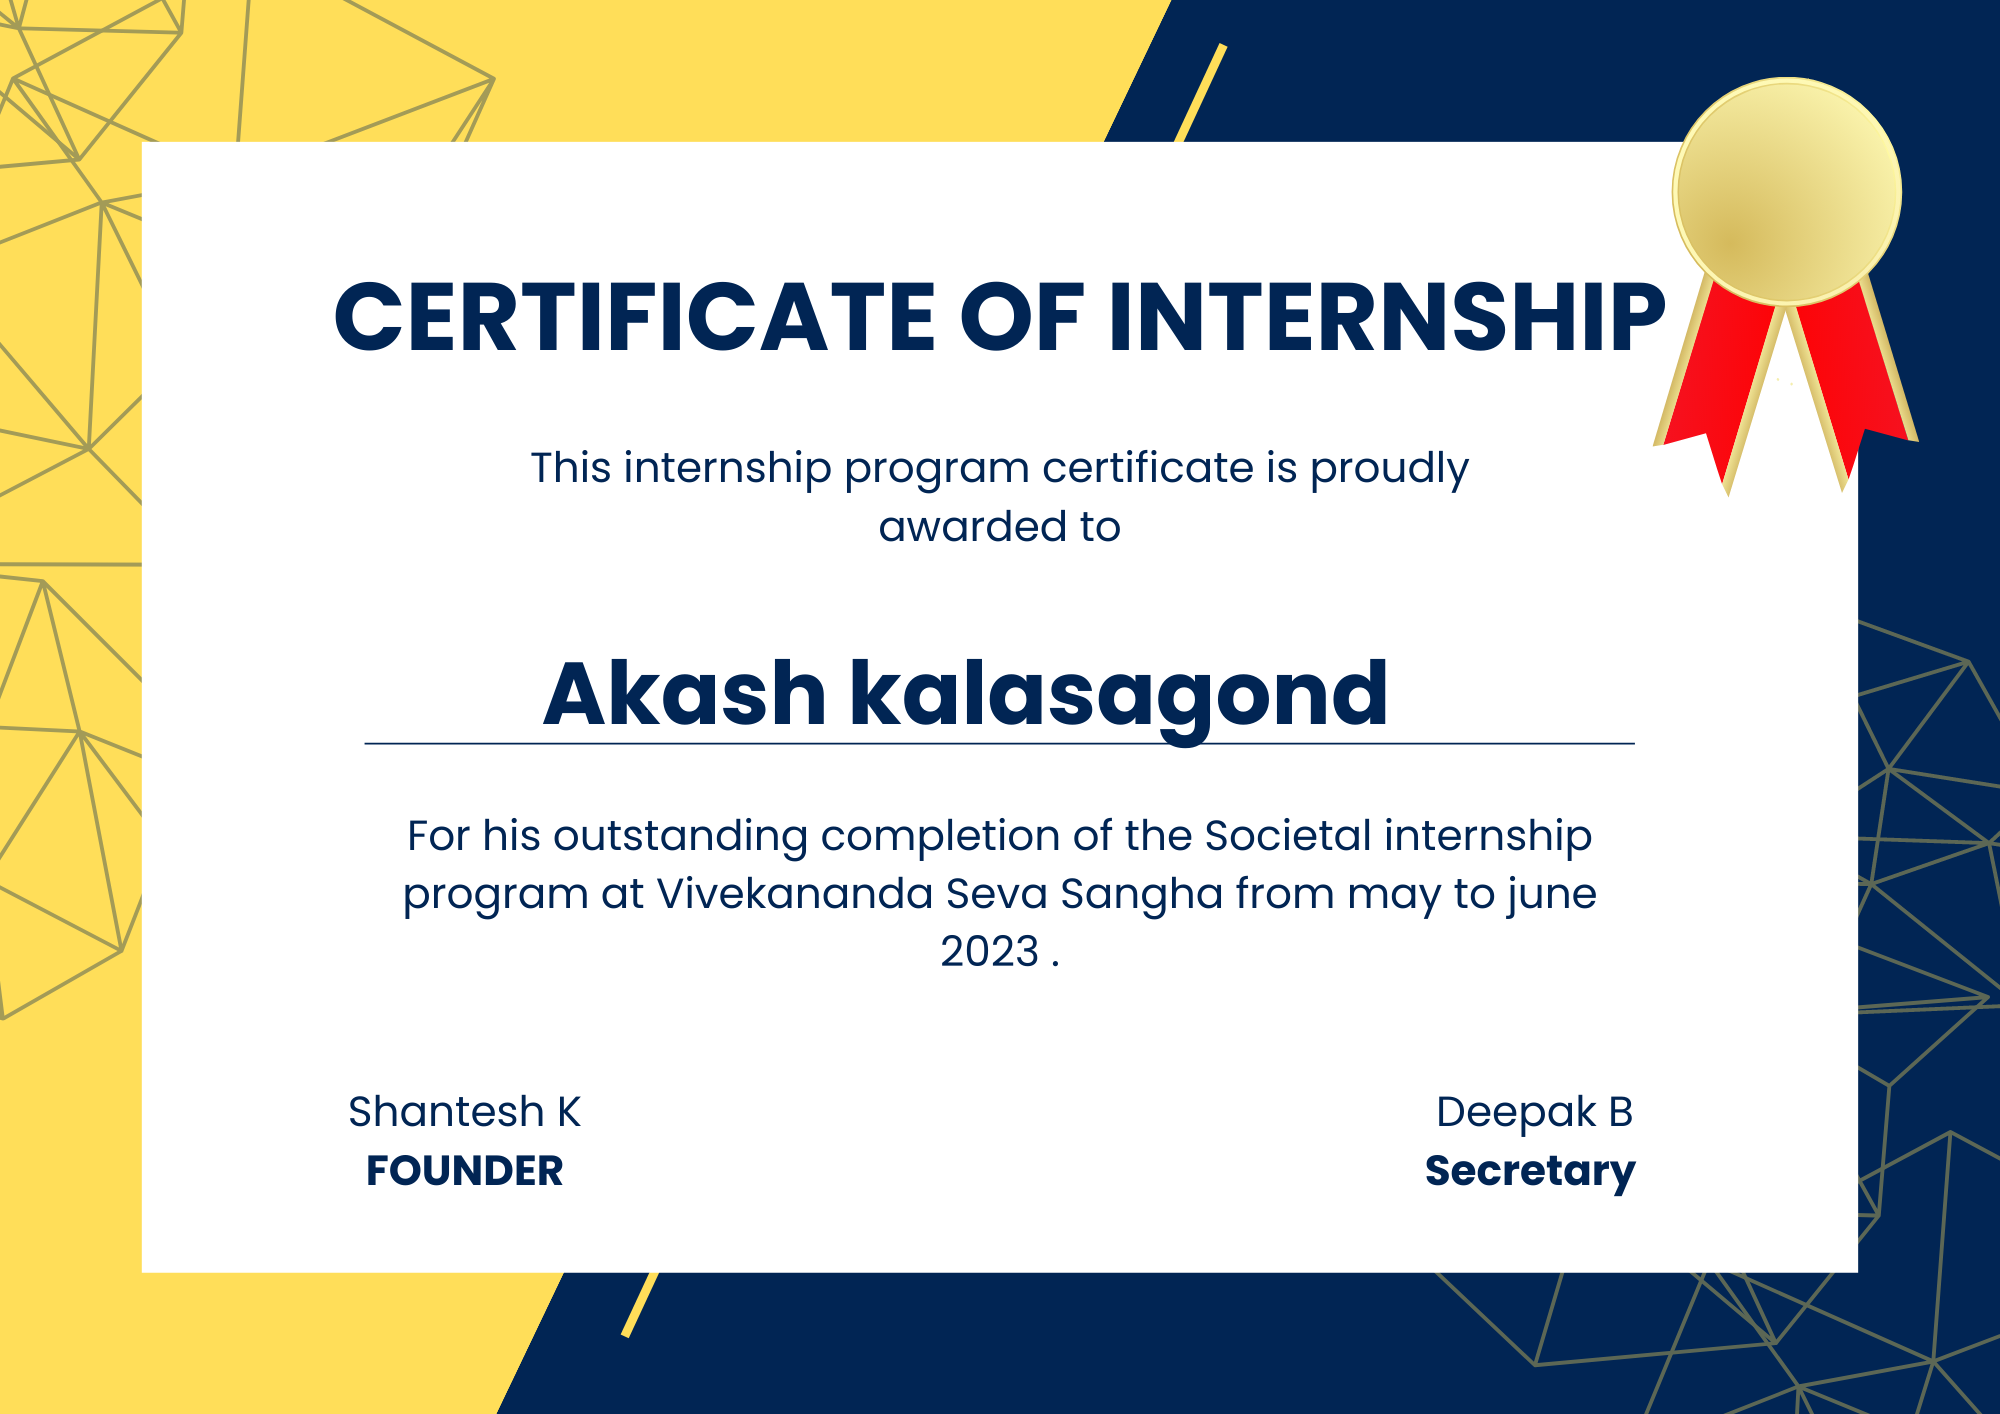 CERTIFICATE OF INTERNSHIP
This internship program certificate is proudly
awarded to
Akash kalasagond
For his outstanding completion of the Societal internship
program at Vivekananda Seva Sangha from may to june
2023 .
Shantesh K
FOUNDER
Deepak B
Secretary